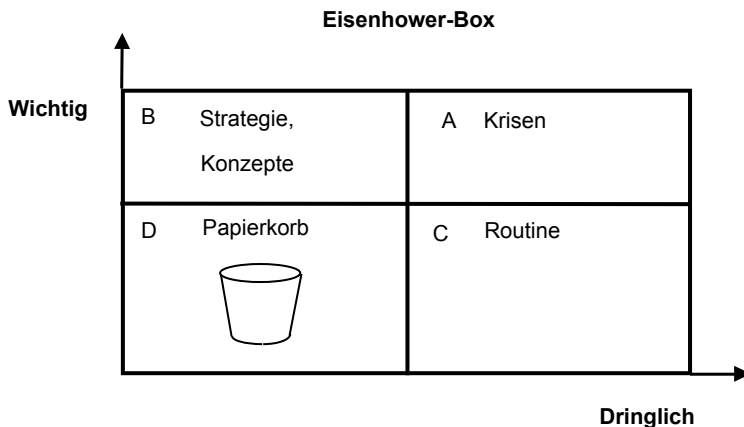 Eisenhower-Box
Wichtig
B Strategie,
Konzepte
A Krisen
D Papierkorb
C Routine
Dringlich